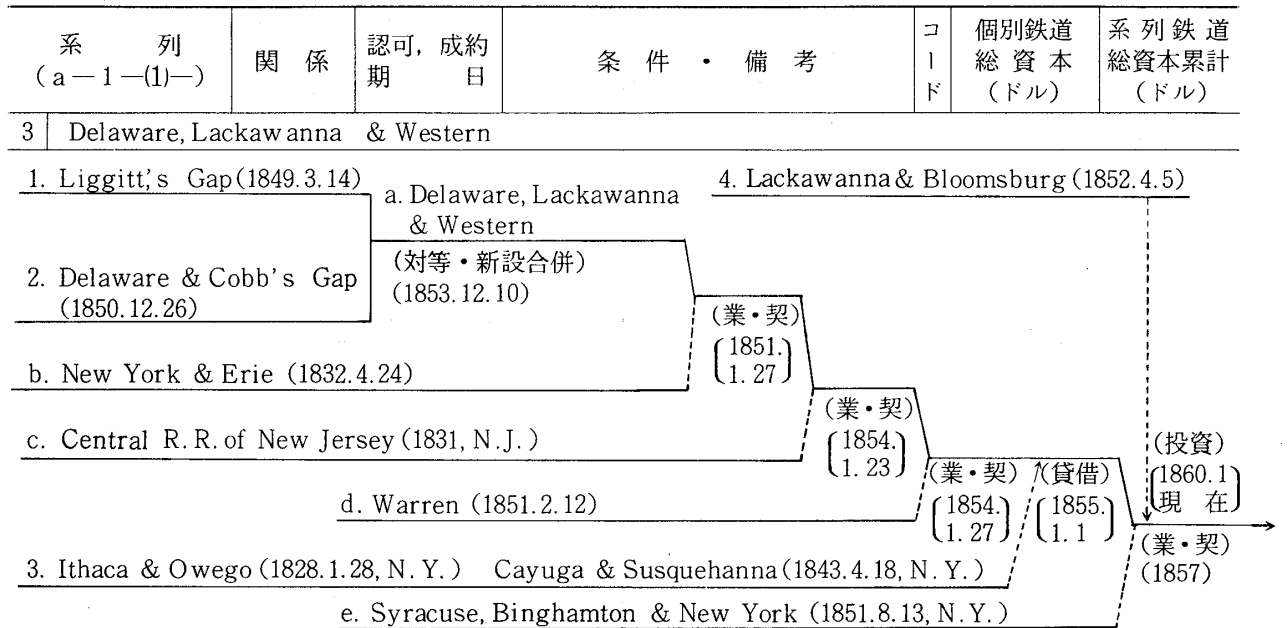 系 列
(a－1－(1)－)
関 係
認可，成約
期 日
条 件 ・ 備 考
コード
個別鉄道
総 資 本
(ドル)
系 列 鉄 道
総資本累計
(ドル)
3 Delaware, Lackawanna & Western
1. Liggitt,'s Gap (1849.3.14)
a. Delaware, Lackawanna
& Western
4. Lackawanna & Bloomsburg (1852.4.5)
(対等・新設合併)
(1853.12.10)
2. Delaware & Cobb's Gap
(1850.12.26)
(業・契)
1851.
1. 27
b. New York & Erie (1832.4.24)
(業・契)
1854.
1. 23
c. Central R. R. of New Jersey (1831, N.J.)
(業・契)
1854.
1. 27
(貸借)
1855.
1. 1
(投資)
1860.1
現 在
d. Warren (1851.2.12)
(業・契)
(1857)
3. Ithaca & Owego (1828.1.28, N. Y.) Cayuga & Susquehanna (1843.4.18, N. Y.)
e. Syracuse, Binghamton & New York (1851.8.13, N.Y.)